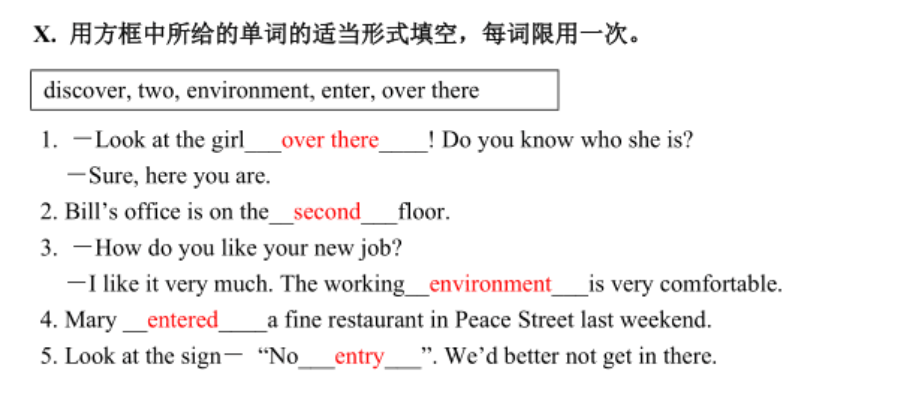 X. 用方框中所给的单词的适当形式填空，每词限用一次。
discover, two, environment, enter, over there
1. －Look at the girl___over there____! Do you know who she is?
－Sure, here you are.
2. Bill’s office is on the__second___floor.
3. －How do you like your new job?
－I like it very much. The working__environment___is very comfortable.
4. Mary __entered____a fine restaurant in Peace Street last weekend.
5. Look at the sign－ “No___entry___”. We’d better not get in there.